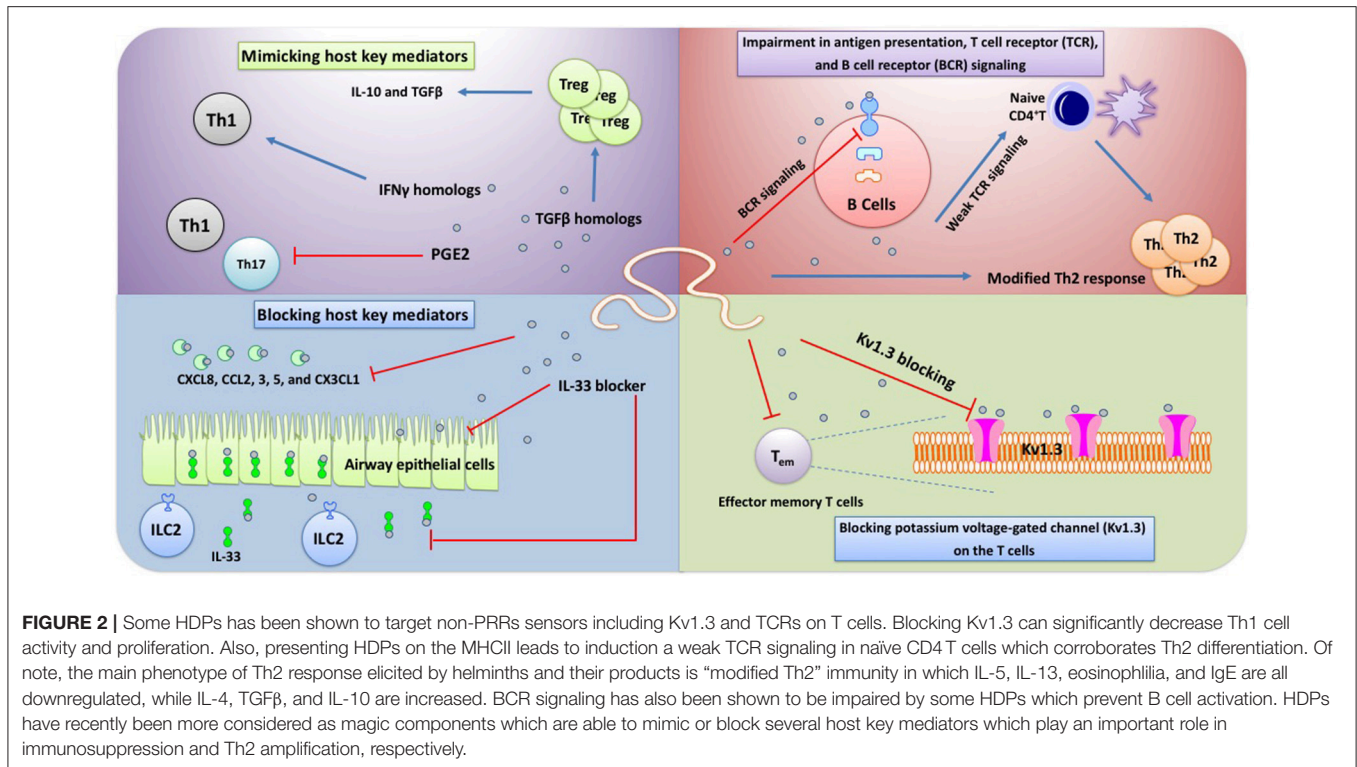 Mimicking host key mediators
IL-10 and TGFβ
Treg
Treg
Treg
Treg
Th1
IFNγ homologs
TGFβ homologs
Th1
Th17
PGE2
Impairment in antigen presentation, T cell receptor (TCR),
and B cell receptor (BCR) signaling
Naive
CD4⁺T
BCR signaling
B Cells
Weak TCR signaling
Th2
Th2
Th2
Th2
Modified Th2 response
Blocking host key mediators
CXCL8, CCL2, 3, 5, and CX3CL1
IL-33 blocker
Airway epithelial cells
ILC2
IL-33
ILC2
Kv1.3 blocking
Tem
Effector memory T cells
Kv1.3
Blocking potassium voltage-gated channel (Kv1.3)
on the T cells
FIGURE 2 | Some HDPs has been shown to target non-PRRs sensors including Kv1.3 and TCRs on T cells. Blocking Kv1.3 can significantly decrease Th1 cell
activity and proliferation. Also, presenting HDPs on the MHCII leads to induction a weak TCR signaling in naïve CD4 T cells which corroborates Th2 differentiation. Of
note, the main phenotype of Th2 response elicited by helminths and their products is “modified Th2” immunity in which IL-5, IL-13, eosinophlilia, and IgE are all
downregulated, while IL-4, TGFβ, and IL-10 are increased. BCR signaling has also been shown to be impaired by some HDPs which prevent B cell activation. HDPs
have recently been more considered as magic components which are able to mimic or block several host key mediators which play an important role in
immunosuppression and Th2 amplification, respectively.